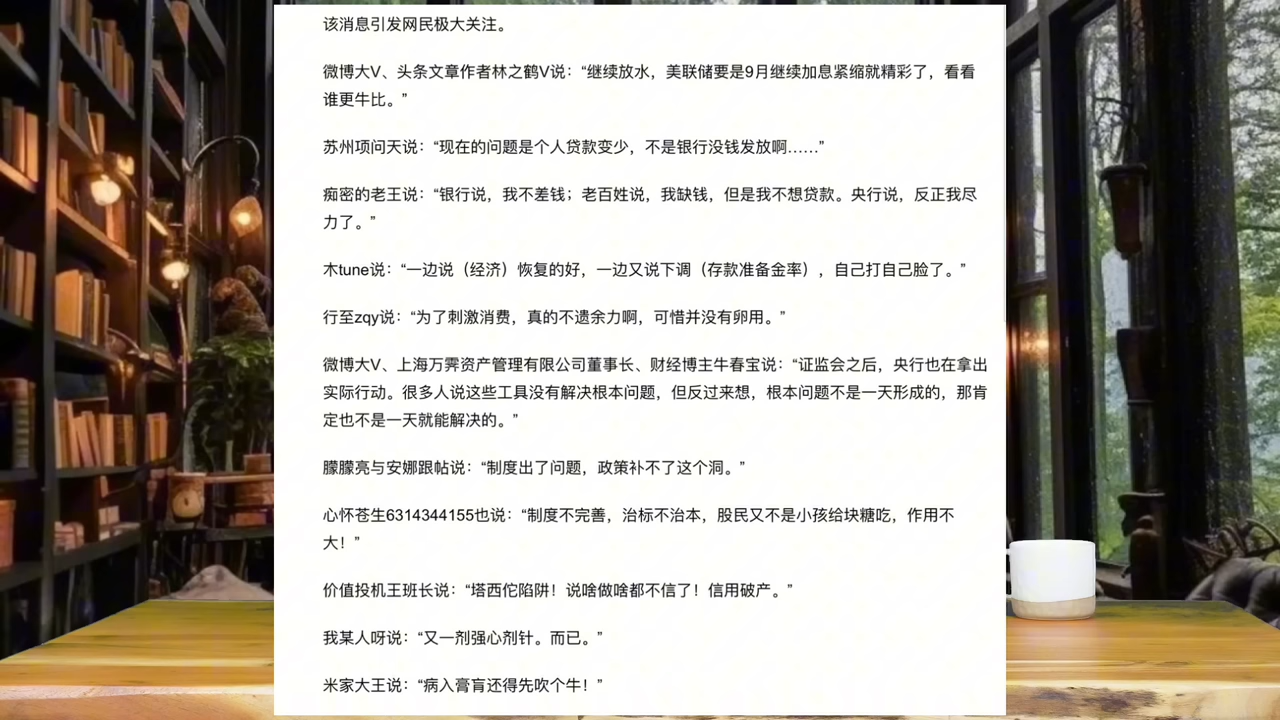 该消息引发网民极大关注。
微博大V、头条文章作者林之鹤V说：“继续放水，美联储要是9月继续加息紧缩就精彩了，看看
谁更牛比。”
苏州项问天说：“现在的问题是个人贷款变少，不是银行没钱发放啊……”
痴密的老王说：“银行说，我不差钱；老百姓说，我缺钱，但是我不想贷款。央行说，反正我尽
力了。”
木tune说：“一边说（经济）恢复的好，一边又说下调（存款准备金率），自己打自己脸了。”
行至zqy说：“为了刺激消费，真的不遗余力啊，可惜并没有卵用。”
微博大V、上海万霁资产管理有限公司董事长、财经博主牛春宝说：“证监会之后，央行也在拿出
实际行动。很多人说这些工具没有解决根本问题，但反过来想，根本问题不是一天形成的，那肯
定也不是一天就能解决的。”
朦朦亮与安娜跟帖说：“制度出了问题，政策补不了这个洞。”
心怀苍生6314344155也说：“制度不完善，治标不治本，股民又不是小孩给块糖吃，作用不
大！”
价值投机王班长说：“塔西佗陷阱！说啥做啥都不信了！信用破产。”
我某人呀说：“又一剂强心剂针。而已。”
米家大王说：“病入膏肓还得先吹个牛！”